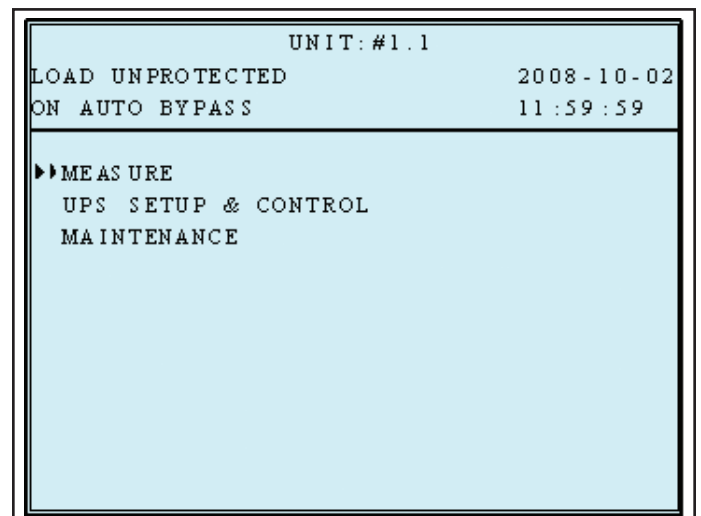 UNIT:#1.1
LOAD UNPROTECTED 2008-10-02
ON AUTO BYPASS 11:59:59
MEASURE
UPS SETUP & CONTROL
MAINTENANCE